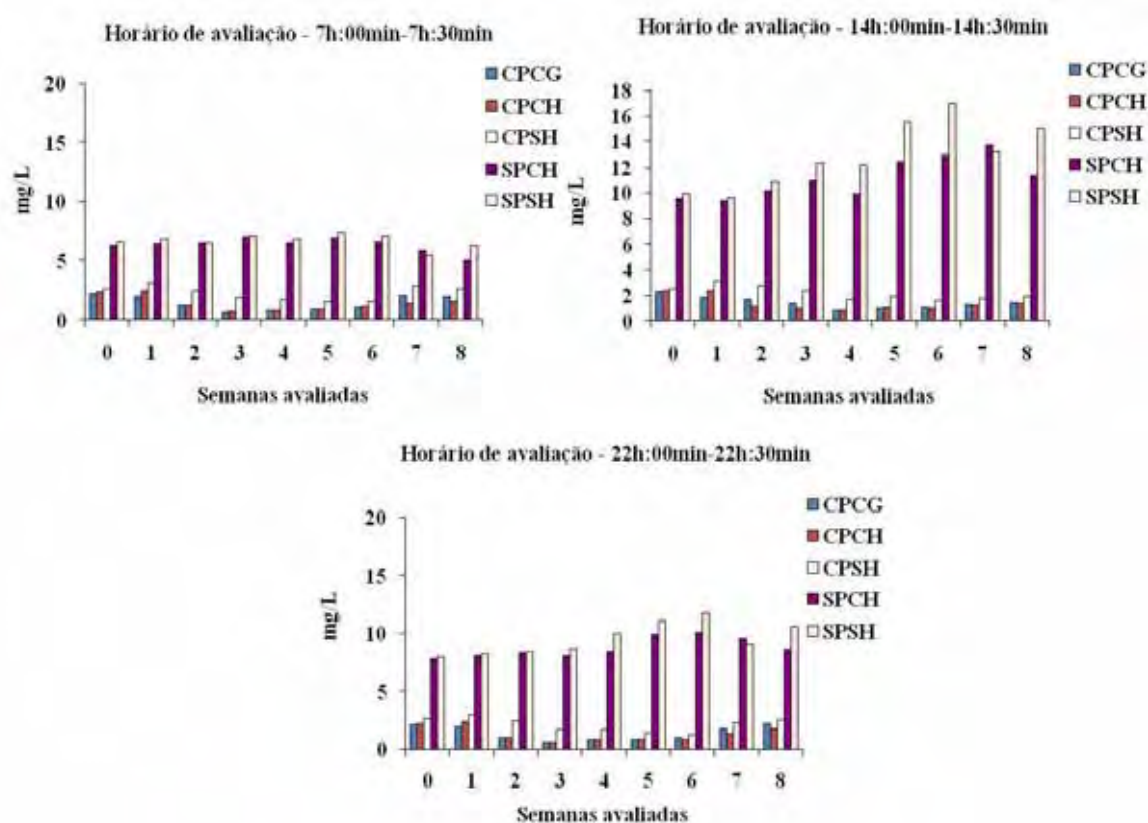 Horário de avaliação - 7h:00min-7h:30min
mg/L
20
15
10
5
0
0 1 2 3 4 5 6 7 8
Semanas avaliadas
CPCG
CPCH
CPSH
SPCH
SPSH
Horário de avaliação - 14h:00min-14h:30min
mg/L
18
16
14
12
10
8
6
4
2
0
0 1 2 3 4 5 6 7 8
Semanas avaliadas
CPCG
CPCH
CPSH
SPCH
SPSH
Horário de avaliação - 22h:00min-22h:30min
mg/L
20
15
10
5
0
0 1 2 3 4 5 6 7 8
Semanas avaliadas
CPCG
CPCH
CPSH
SPCH
SPSH